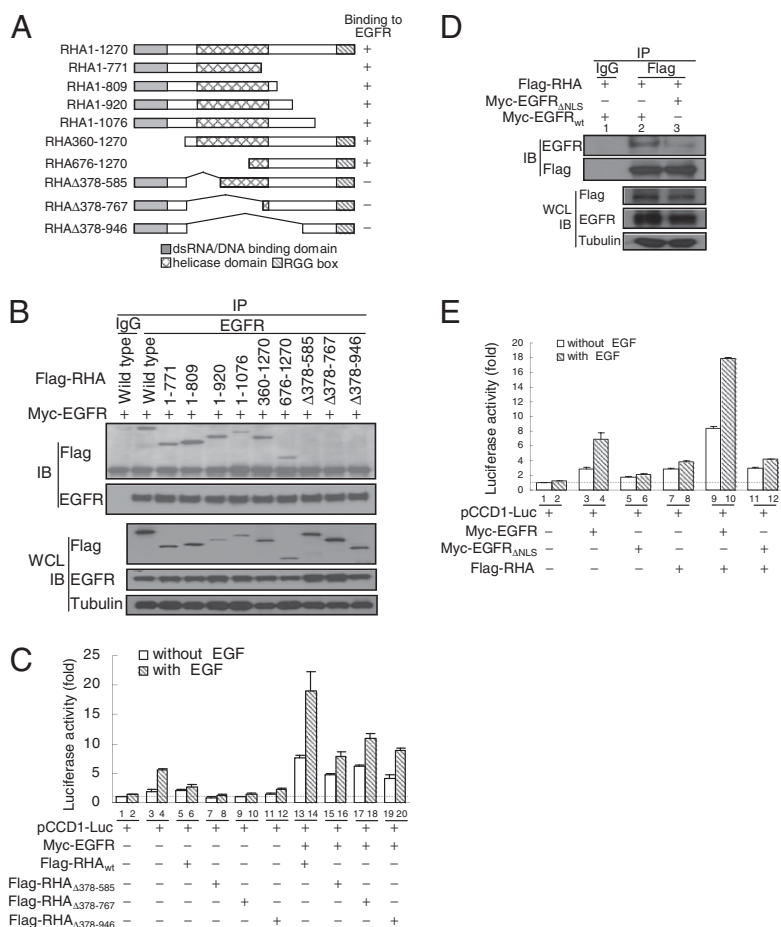 A
Binding to
EGFR
RHA1-1270 +
RHA1-771 +
RHA1-809 +
RHA1-920 +
RHA1-1076 +
RHA360-1270 +
RHA676-1270 +
RHAΔ378-585 −
RHAΔ378-767 −
RHAΔ378-946 −
dsRNA/DNA binding domain
helicase domain RGG box
B
IP
IgG EGFR
Flag-RHA Wild type Wild type 1-771 1-809 1-920 1-1076 360-1270 676-1270 Δ378-585 Δ378-767 Δ378-946
Myc-EGFR + + + + + + + + + + +
IB Flag
EGFR
WCL IB Flag
EGFR
Tubulin
C
without EGF
with EGF
Luciferase activity (fold)
25
20
15
10
5
0
1 2 3 4 5 6 7 8 9 10 11 12 13 14 15 16 17 18 19 20
pCCD1-Luc + + + + + + + + + +
Myc-EGFR − − − − − − + + + +
Flag-RHAwt − − + − − − + − − −
Flag-RHAΔ378-585 − − − + − − − + − −
Flag-RHAΔ378-767 − − − − + − − − + −
Flag-RHAΔ378-946 − − − − − + − − − +
D
IP
IgG Flag
Flag-RHA + + +
Myc-EGFRΔNLS − − +
Myc-EGFRwt + + −
1 2 3
IB EGFR
Flag
WCL IB Flag
EGFR
Tubulin
E
without EGF
with EGF
Luciferase activity (fold)
20
18
16
14
12
10
8
6
4
2
0
1 2 3 4 5 6 7 8 9 10 11 12
pCCD1-Luc + + + + + +
Myc-EGFR − + − − + −
Myc-EGFRΔNLS − − + − − +
Flag-RHA − − − + + +